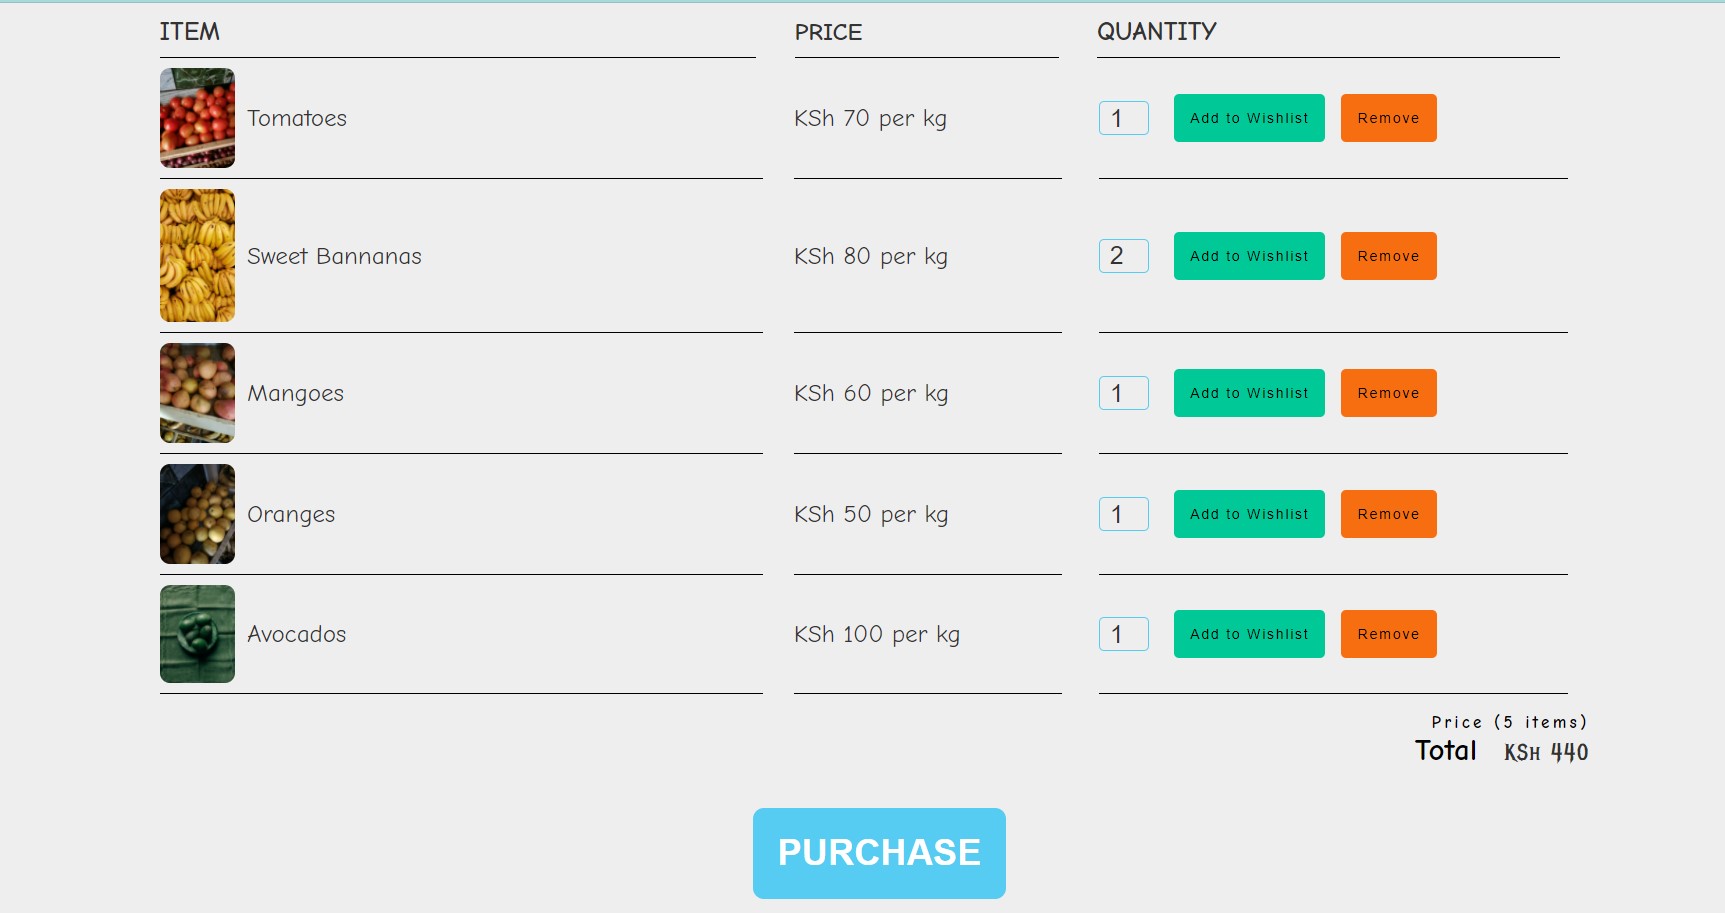 ITEM PRICE QUANTITY
Tomatoes KSh 70 per kg 1 Add to Wishlist Remove
Sweet Bannanas KSh 80 per kg 2 Add to Wishlist Remove
Mangoes KSh 60 per kg 1 Add to Wishlist Remove
Oranges KSh 50 per kg 1 Add to Wishlist Remove
Avocados KSh 100 per kg 1 Add to Wishlist Remove
Price (5 items)
Total KSh 440
PURCHASE